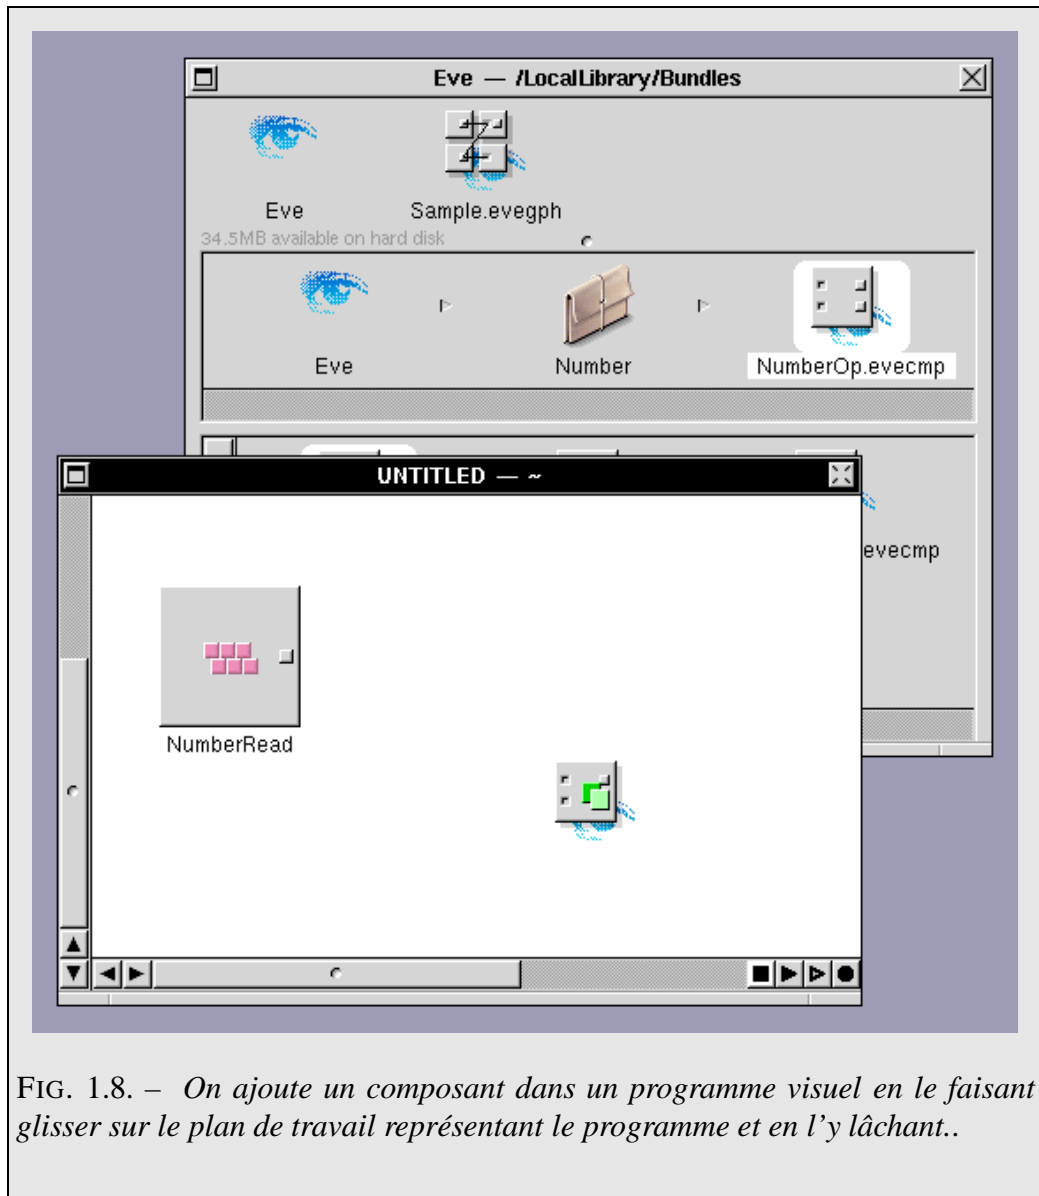 Eve — /LocalLibrary/Bundles
Eve
Sample.evegph
34.5MB available on hard disk
Eve
Number
NumberOp.evecmp
UNTITLED — ~
evecmp
NumberRead
FIG. 1.8. – On ajoute un composant dans un programme visuel en le faisant
glisser sur le plan de travail représentant le programme et en l'y lâchant..